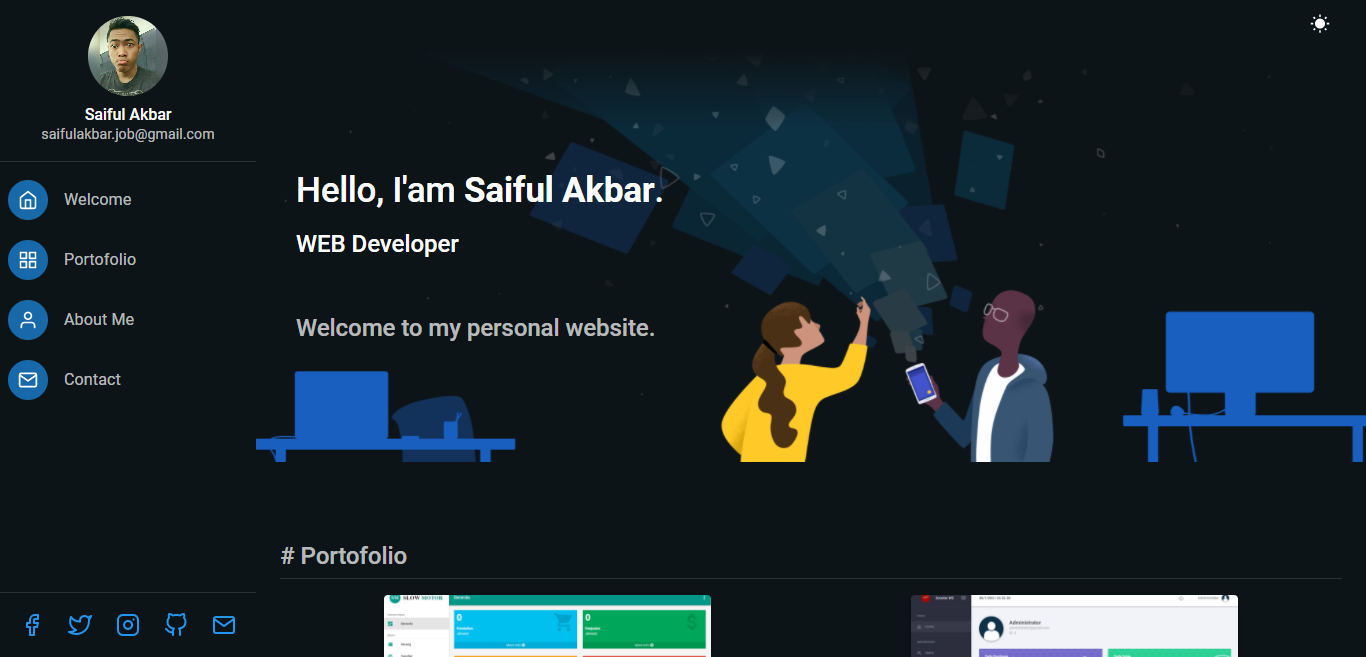 Saiful Akbar
saifulakbar.job@gmail.com
Welcome
Portofolio
About Me
Contact
Hello, I'am Saiful Akbar.
WEB Developer
Welcome to my personal website.
# Portofolio
SLOW MOTOR
0
0
Administrator